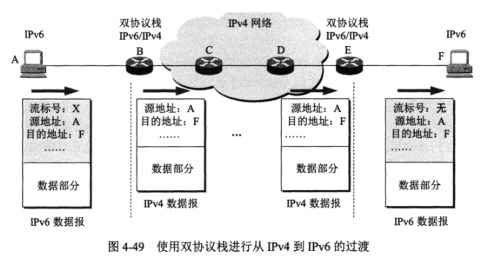 IPv6
双协议栈
IPv6/IPv4
IPv4 网络
双协议栈
IPv6/IPv4
IPv6
A
B
C
D
E
F
流标号：X
源地址：A
目的地址：F
……
数据部分
IPv6 数据报
源地址：A
目的地址：F
……
数据部分
IPv4 数据报
…
源地址：A
目的地址：F
……
数据部分
IPv4 数据报
流标号：无
源地址：A
目的地址：F
……
数据部分
IPv6 数据报
图 4-49 使用双协议栈进行从 IPv4 到 IPv6 的过渡